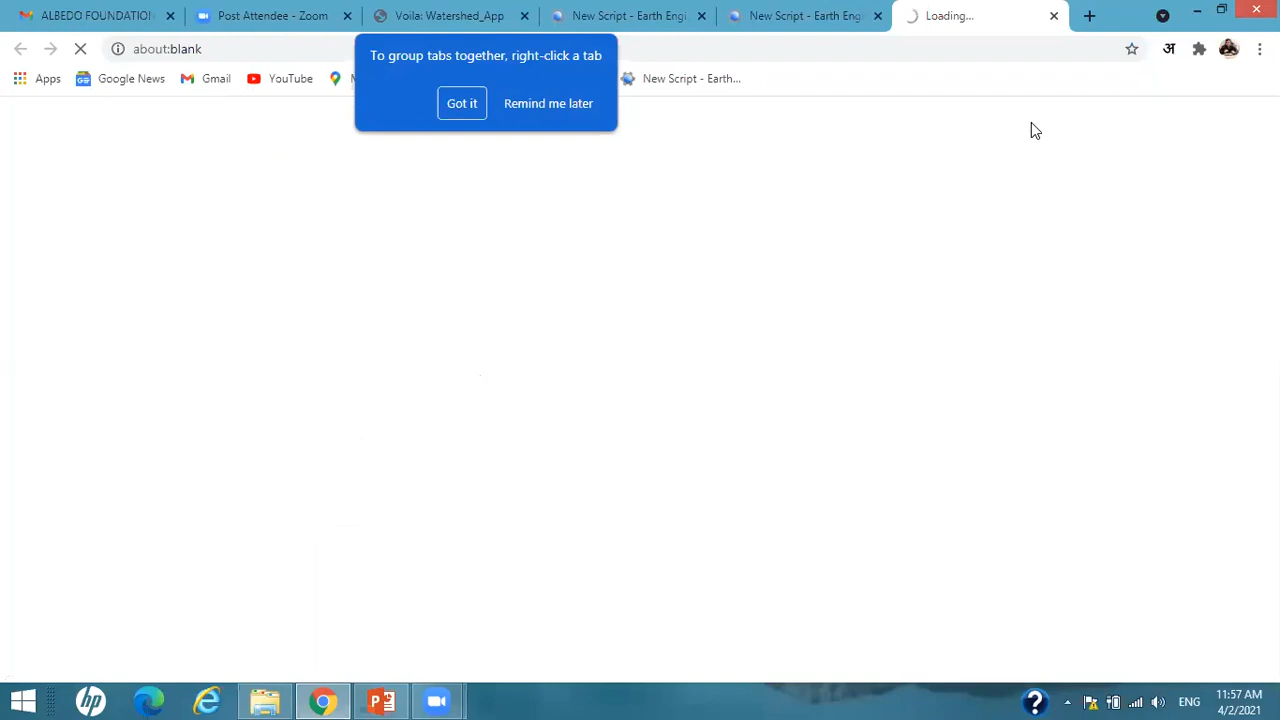 ALBEDO FOUNDATION
Post Attendee - Zoom
Voila: Watershed_App
New Script - Earth Engi
New Script - Earth Eng
Loading...
about:blank
To group tabs together, right-click a tab
अ
Apps
Google News
Gmail
YouTube
New Script - Earth...
Got it
Remind me later
ENG
11:57 AM
4/2/2021